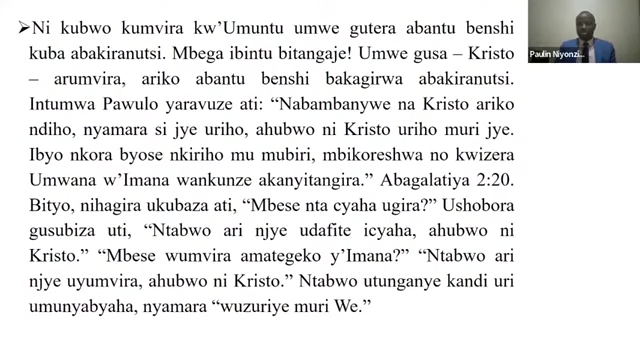 ➢Ni kubwo kumvira kw’Umuntu umwe gutera abantu benshi
kuba abakiranutsi. Mbega ibintu bitangaje! Umwe gusa – Kristo
– arumvira, ariko abantu benshi bakagirwa abakiranutsi.
Intumwa Pawulo yaravuze ati: “Nabambanywe na Kristo ariko
ndiho, nyamara si jye uriho, ahubwo ni Kristo uriho muri jye.
Ibyo nkora byose nkiriho mu mubiri, mbikoreshwa no kwizera
Umwana w’Imana wankunze akanyitangira.” Abagalatiya 2:20.
Bityo, nihagira ukubaza ati, “Mbese nta cyaha ugira?” Ushobora
gusubiza uti, “Ntabwo ari njye udafite icyaha, ahubwo ni
Kristo.” “Mbese wumvira amategeko y’Imana?” “Ntabwo ari
njye uyumvira, ahubwo ni Kristo.” Ntabwo utunganye kandi uri
umunyabyaha, nyamara “wuzuriye muri We.”
Paulin Niyonzi...